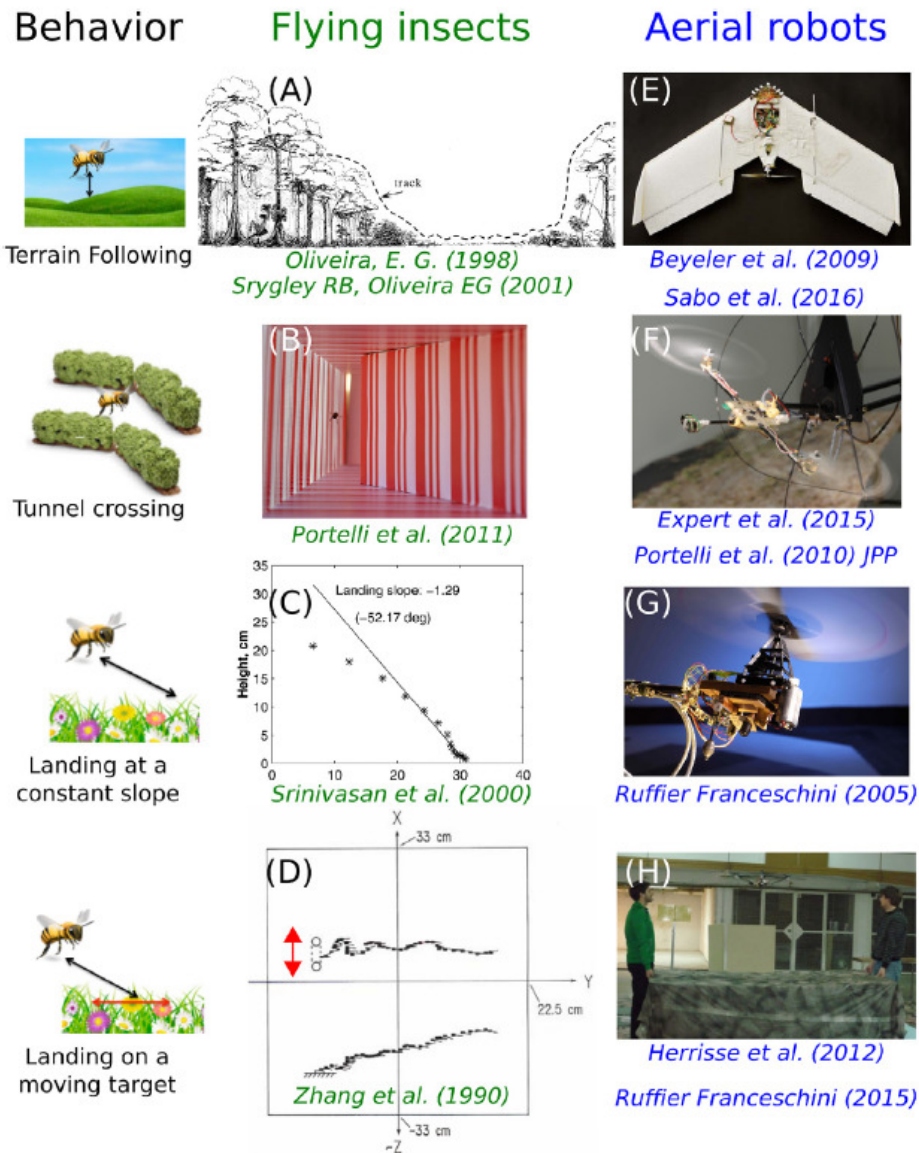 Behavior
Flying insects
Aerial robots
Terrain Following
(A)
track
Oliveira, E. G. (1998)
Srygley RB, Oliveira EG (2001)
(E)
Beyeler et al. (2009)
Sabo et al. (2016)
Tunnel crossing
(B)
Portelli et al. (2011)
(F)
Expert et al. (2015)
Portelli et al. (2010) JPP
Landing at a
constant slope
(C)
Landing slope: −1.29
(−52.17 deg)
Height, cm
35
30
25
20
15
10
5
0
0
10
20
30
40
Srinivasan et al. (2000)
(G)
Ruffier Franceschini (2005)
Landing on a
moving target
(D)
X
33 cm
Y
22.5 cm
Zhang et al. (1990)
-33 cm
~Z
(H)
Herrisse et al. (2012)
Ruffier Franceschini (2015)